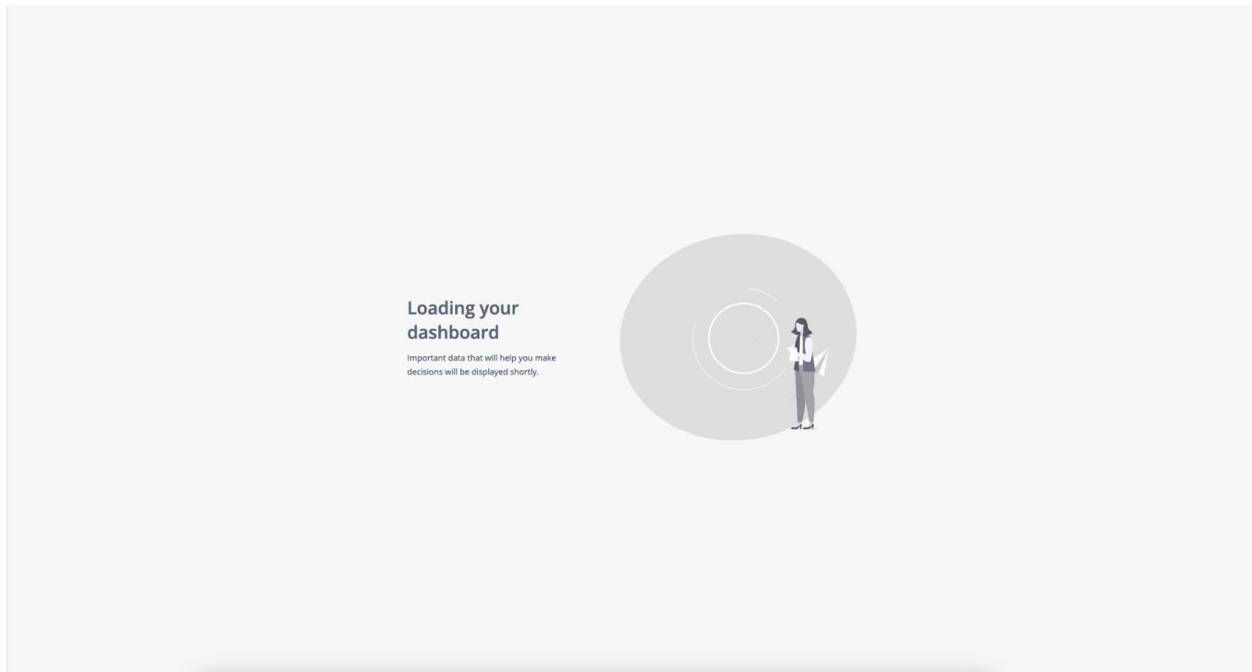 Loading your
dashboard
Important data that will help you make
decisions will be displayed shortly.